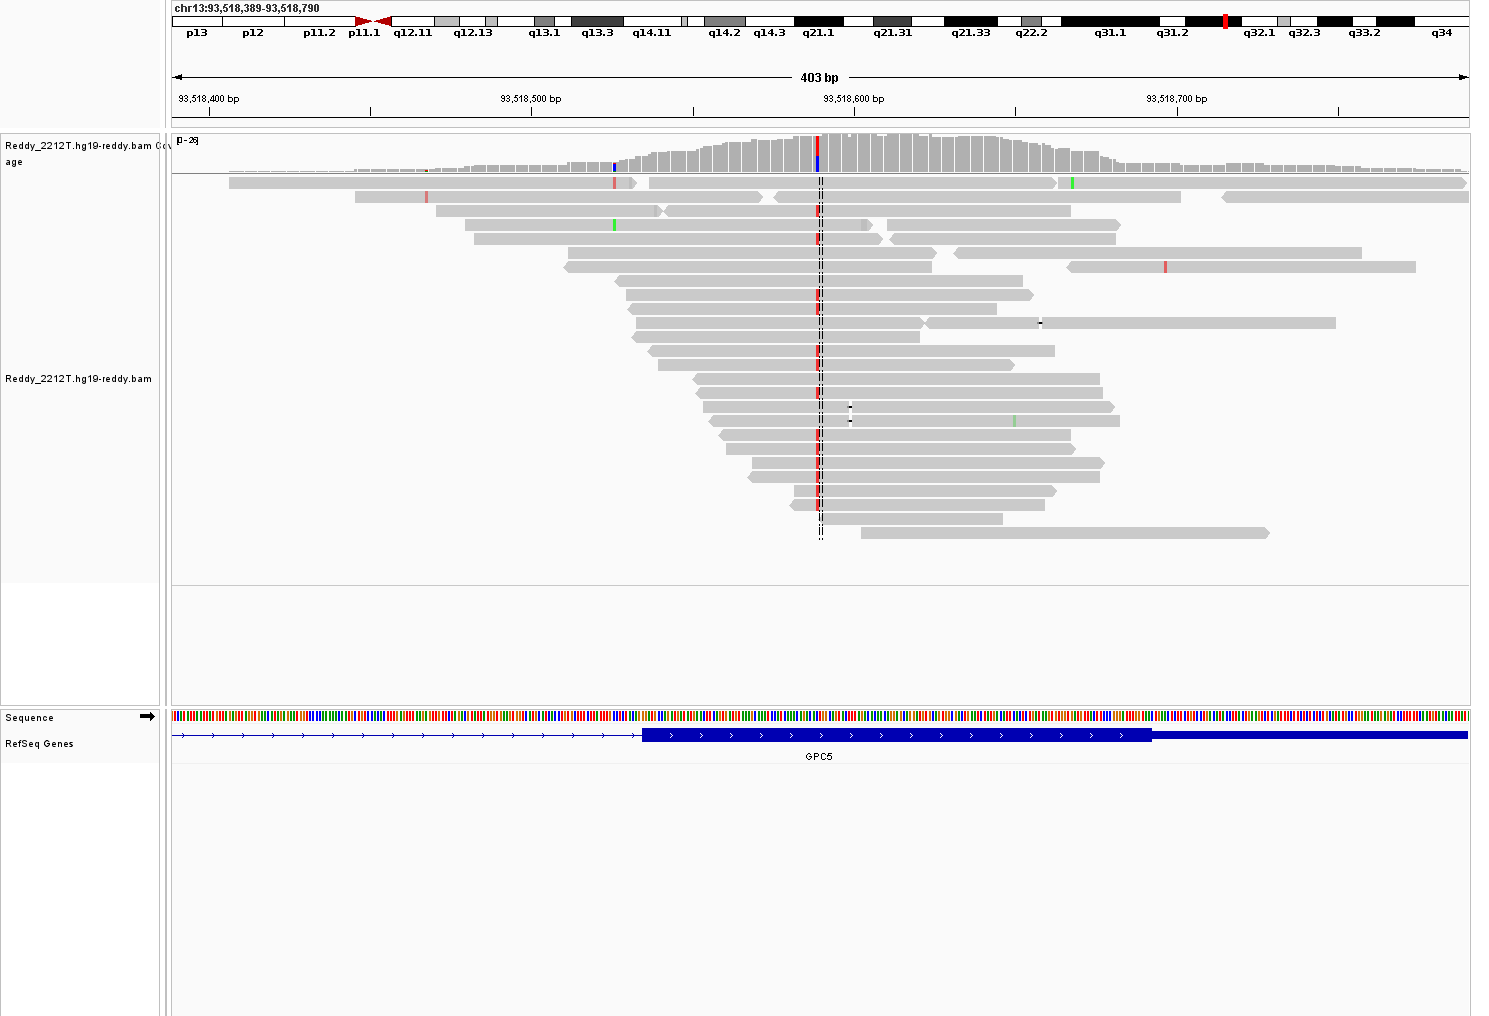 chr13:93,518,389-93,518,790
p13 p12 p11.2 p11.1 q12.11 q12.13 q13.1 q13.3 q14.11 q14.2 q14.3 q21.1 q21.31 q21.33 q22.2 q31.1 q31.2 q32.1 q32.3 q33.2 q34
403 bp
93,518,400 bp 93,518,500 bp 93,518,600 bp 93,518,700 bp
Reddy_2212T.hg19-reddy.bam Cov
age
[0 - 26]
Reddy_2212T.hg19-reddy.bam
Sequence
RefSeq Genes
GPC5